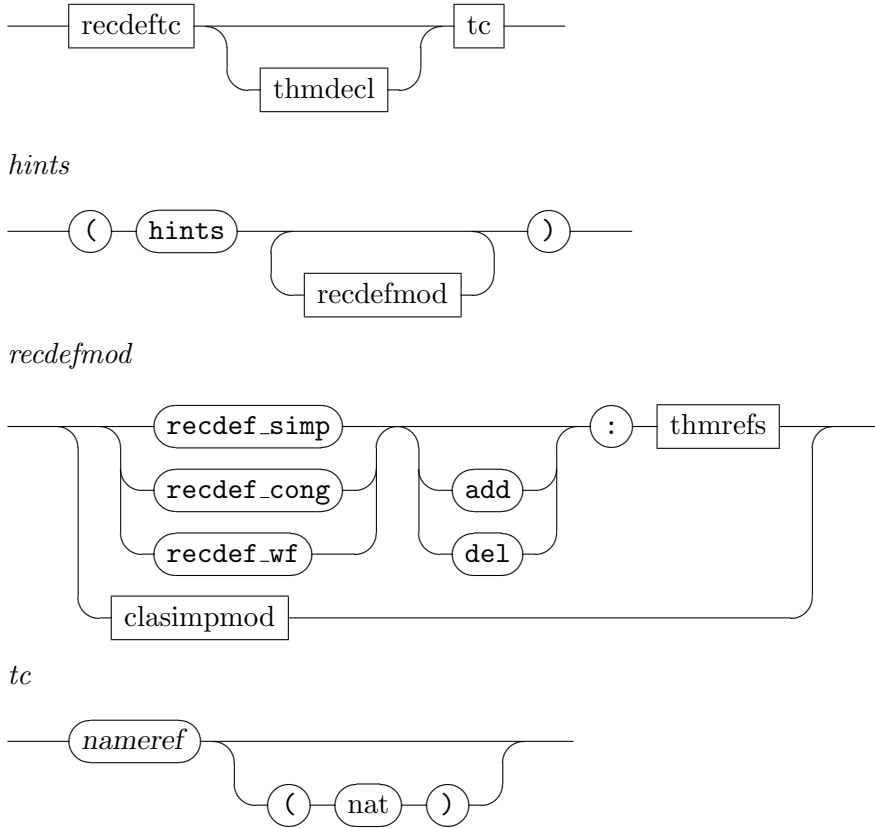 recdeftc tc
thmdecl
hints
( hints )
recdefmod
recdefmod
recdef_simp : thmrefs
recdef_cong add
recdef_wf del
clasimpmod
tc
nameref
( nat )